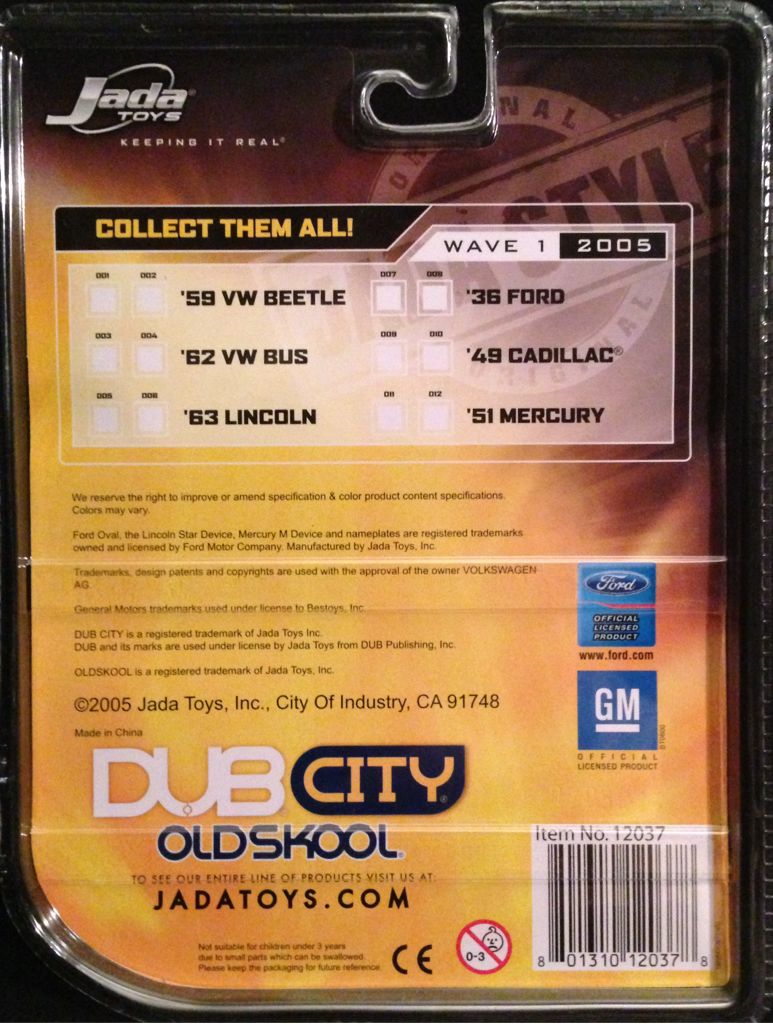 Jada®
TOYS
KEEPING IT REAL®
COLLECT THEM ALL!
WAVE 1 2005
001 002 '59 VW BEETLE
007 008 '36 FORD
003 004 '62 VW BUS
009 010 '49 CADILLAC®
005 006 '63 LINCOLN
011 012 '51 MERCURY
ORIGINAL
STYLE
We reserve the right to improve or amend specification & color product content specifications.
Colors may vary.
Ford Oval, the Lincoln Star Device, Mercury M Device and nameplates are registered trademarks
owned and licensed by Ford Motor Company. Manufactured by Jada Toys, Inc.
Trademarks, design patents and copyrights are used with the approval of the owner VOLKSWAGEN
AG.
General Motors trademarks used under license to Bestoys, Inc.
DUB CITY is a registered trademark of Jada Toys Inc.
DUB and its marks are used under license by Jada Toys from DUB Publishing, Inc.
OLDSKOOL is a registered trademark of Jada Toys, Inc.
©2005 Jada Toys, Inc., City Of Industry, CA 91748
Made in China
Ford
OFFICIAL
LICENSED
PRODUCT
www.ford.com
GM
OFFICIAL
LICENSED PRODUCT
DUB CITY®
OLDSKOOL®
TO SEE OUR ENTIRE LINE OF PRODUCTS VISIT US AT:
JADATOYS.COM
Not suitable for children under 3 years
due to small parts which can be swallowed.
Please keep the packaging for future reference.
CE
0-3
Item No. 12037
8 01310 12037 8